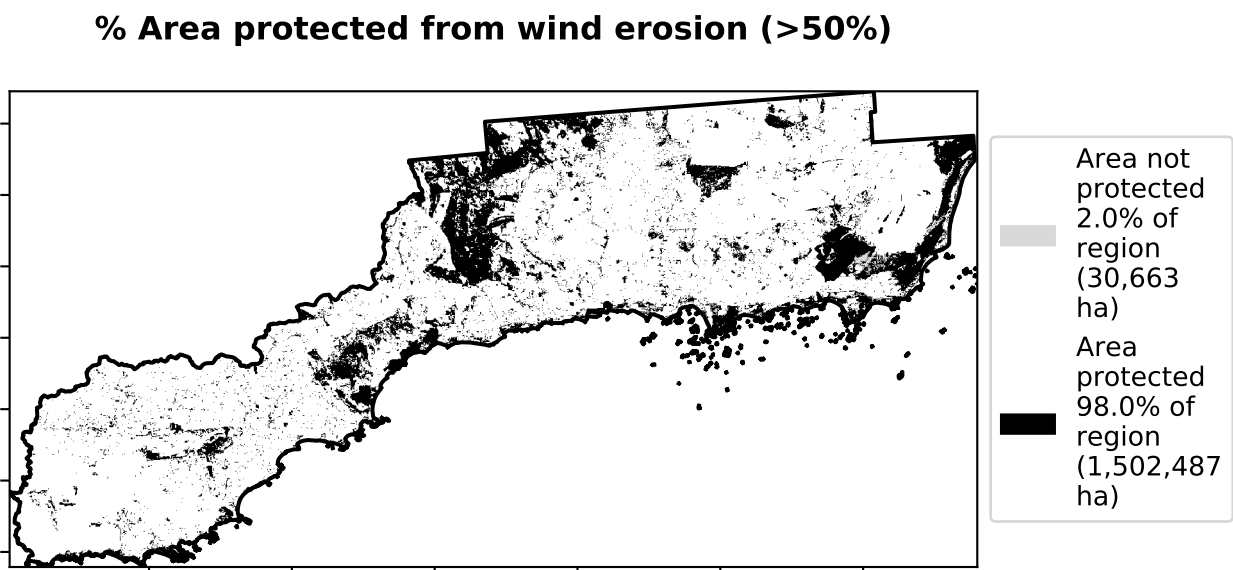 % Area protected from wind erosion (>50%)
Area not
protected
2.0% of
region
(30,663
ha)
Area
protected
98.0% of
region
(1,502,487
ha)